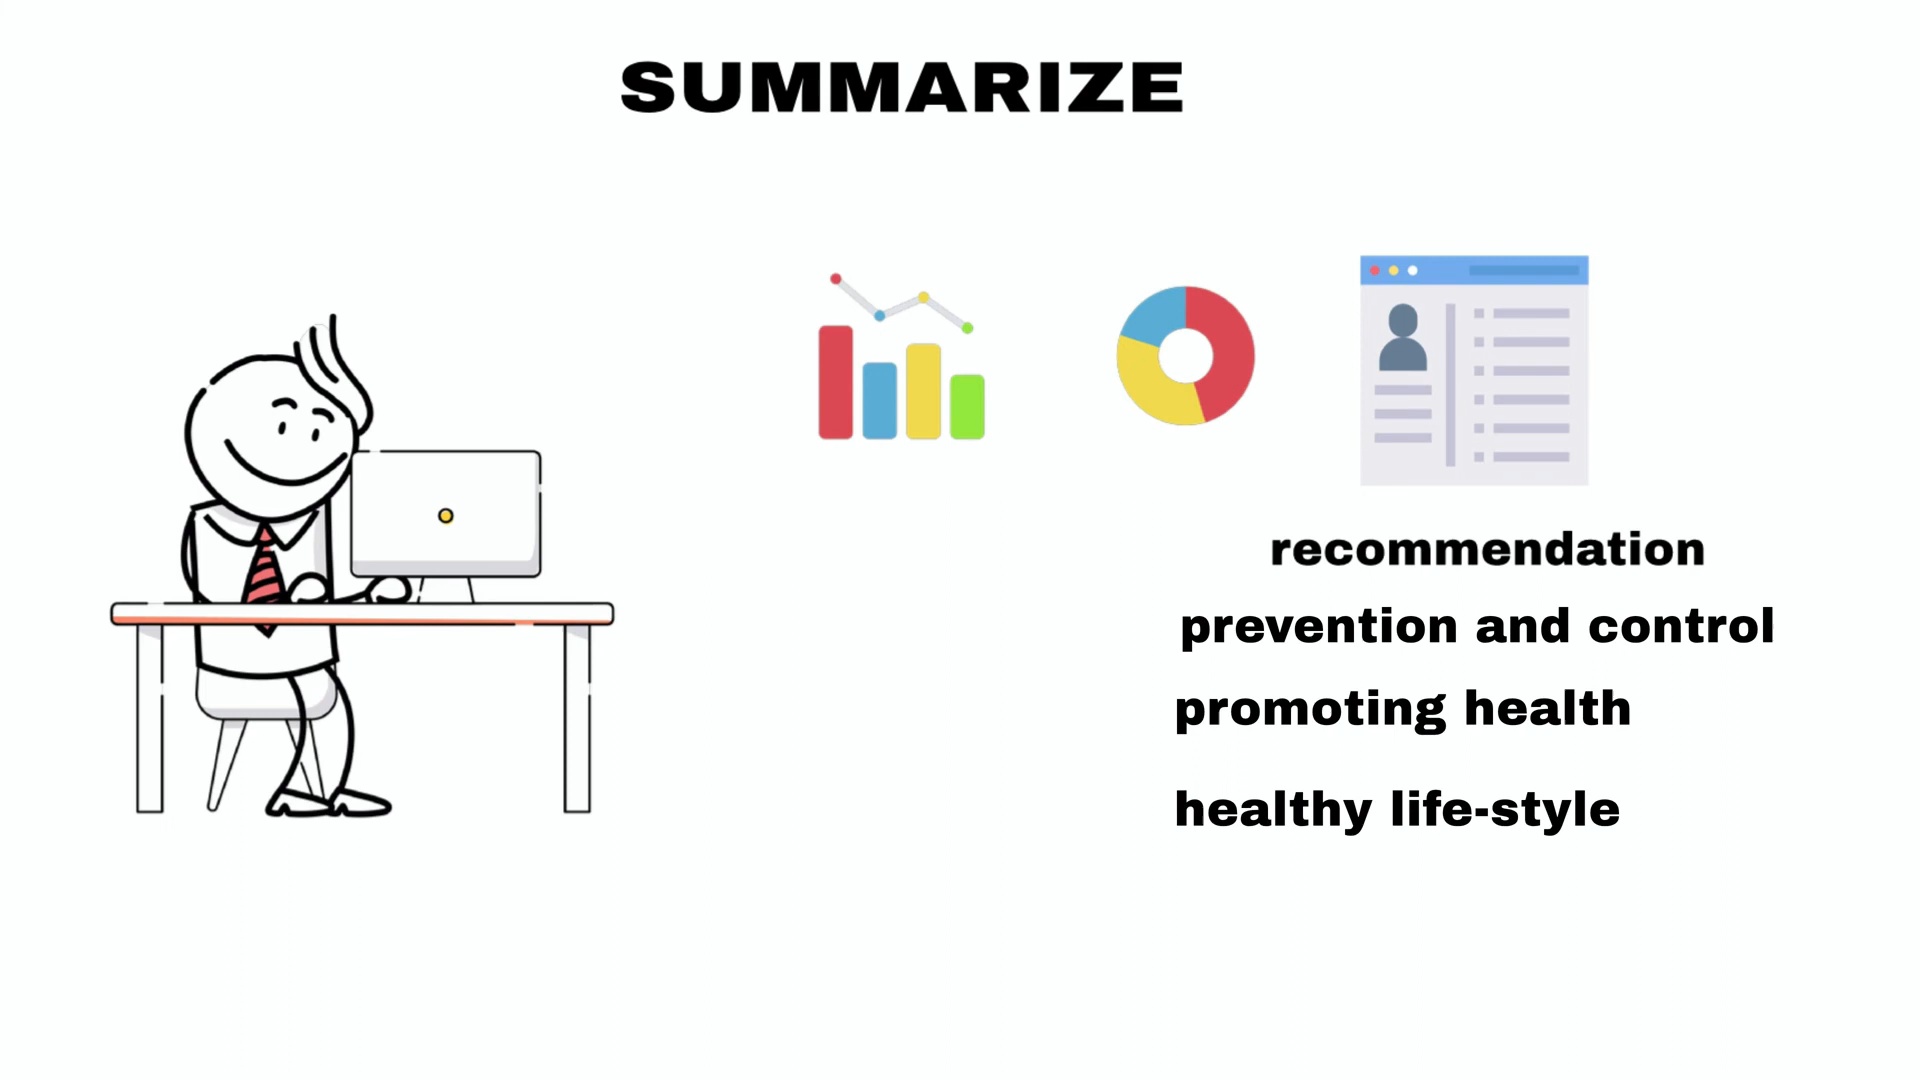 SUMMARIZE
recommendation
prevention and control
promoting health
healthy life-style